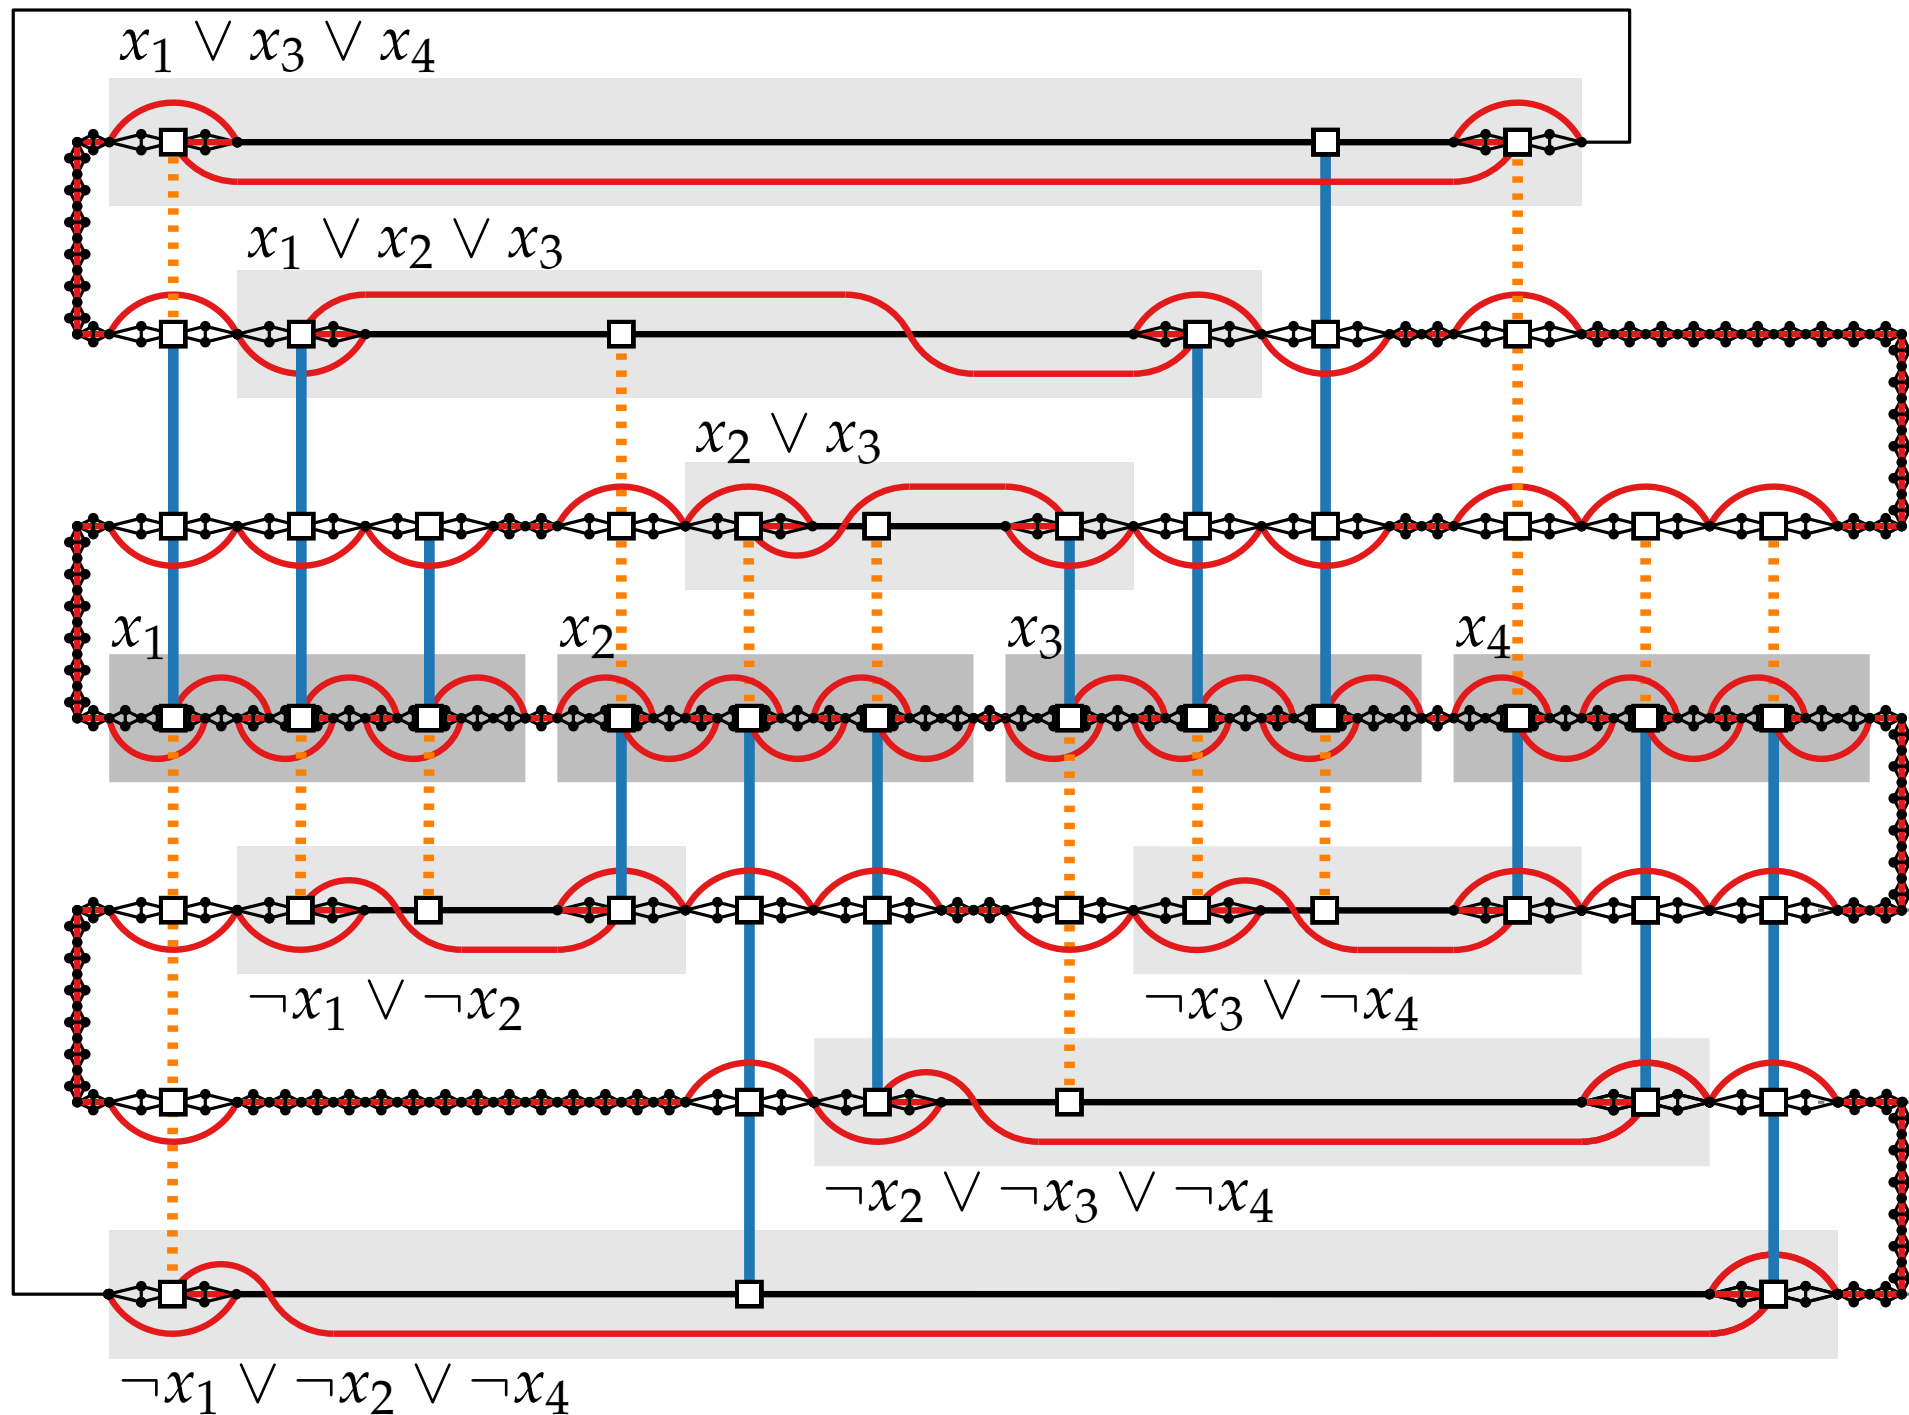 x₁ ∨ x₃ ∨ x₄
x₁ ∨ x₂ ∨ x₃
x₂ ∨ x₃
x₁ x₂ x₃ x₄
¬x₁ ∨ ¬x₂ ¬x₃ ∨ ¬x₄
¬x₂ ∨ ¬x₃ ∨ ¬x₄
¬x₁ ∨ ¬x₂ ∨ ¬x₄